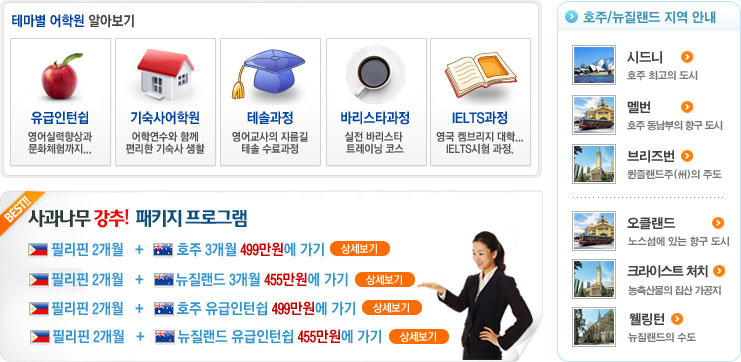 테마별 어학원 알아보기
유급인턴쉽
영어실력향상과
문화체험까지...
기숙사어학원
어학연수와 함께
편리한 기숙사 생활
테솔과정
영어교사의 지름길
테솔 수료과정
바리스타과정
실전 바리스타
트레이닝 코스
IELTS과정
영국 켐브리지 대학...
IELTS시험 과정.
BEST!!
사과나무 강추! 패키지 프로그램
필리핀 2개월 + 호주 3개월 499만원에 가기 상세보기
필리핀 2개월 + 뉴질랜드 3개월 455만원에 가기 상세보기
필리핀 2개월 + 호주 유급인턴쉽 499만원에 가기 상세보기
필리핀 2개월 + 뉴질랜드 유급인턴쉽 455만원에 가기 상세보기
호주/뉴질랜드 지역 안내
시드니
호주 최고의 도시
멜번
호주 동남부의 항구 도시
브리즈번
퀸즐랜드주(州)의 주도
오클랜드
노스섬에 있는 항구 도시
크라이스트 처치
농축산물의 집산 가공지
웰링턴
뉴질랜드의 수도